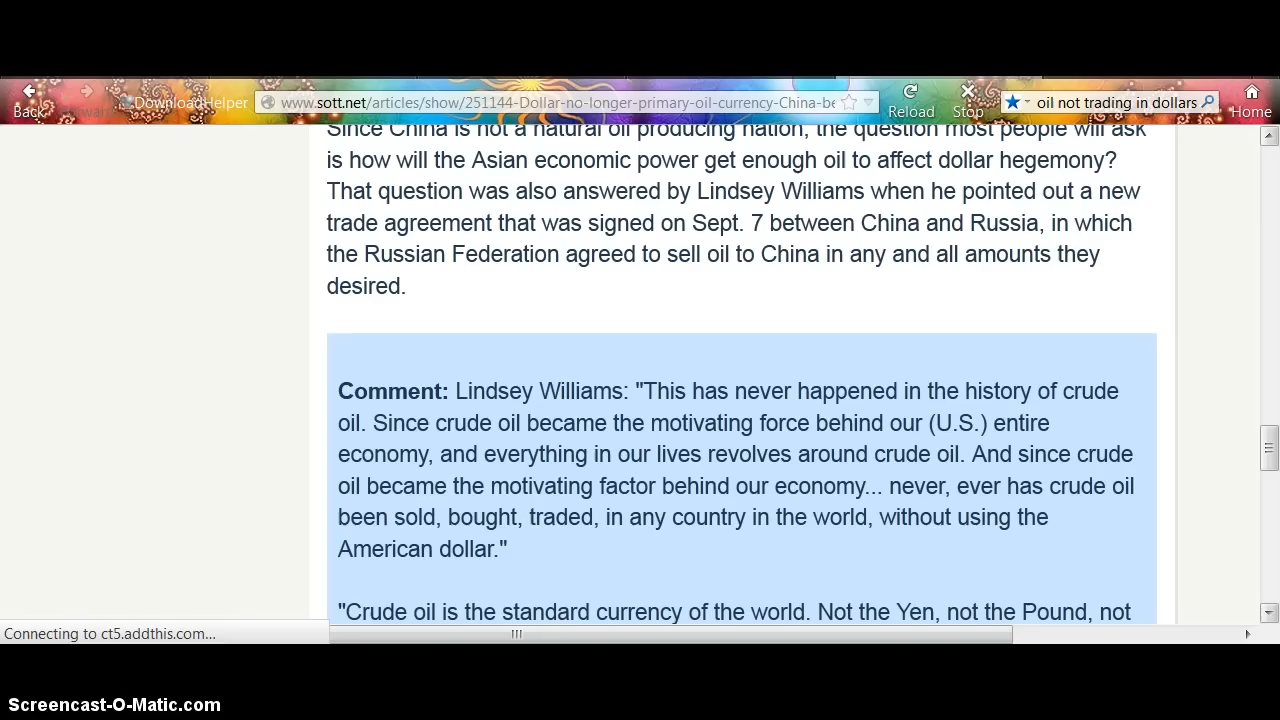 Back
DownloadHelper
www.sott.net/articles/show/251144-Dollar-no-longer-primary-oil-currency-China-be
Reload
Stop
oil not trading in dollars
Home
Since China is not a natural oil producing nation, the question most people will ask
is how will the Asian economic power get enough oil to affect dollar hegemony?
That question was also answered by Lindsey Williams when he pointed out a new
trade agreement that was signed on Sept. 7 between China and Russia, in which
the Russian Federation agreed to sell oil to China in any and all amounts they
desired.
Comment: Lindsey Williams: "This has never happened in the history of crude
oil. Since crude oil became the motivating force behind our (U.S.) entire
economy, and everything in our lives revolves around crude oil. And since crude
oil became the motivating factor behind our economy... never, ever has crude oil
been sold, bought, traded, in any country in the world, without using the
American dollar."
"Crude oil is the standard currency of the world. Not the Yen, not the Pound, not
Connecting to ct5.addthis.com...
Screencast-O-Matic.com